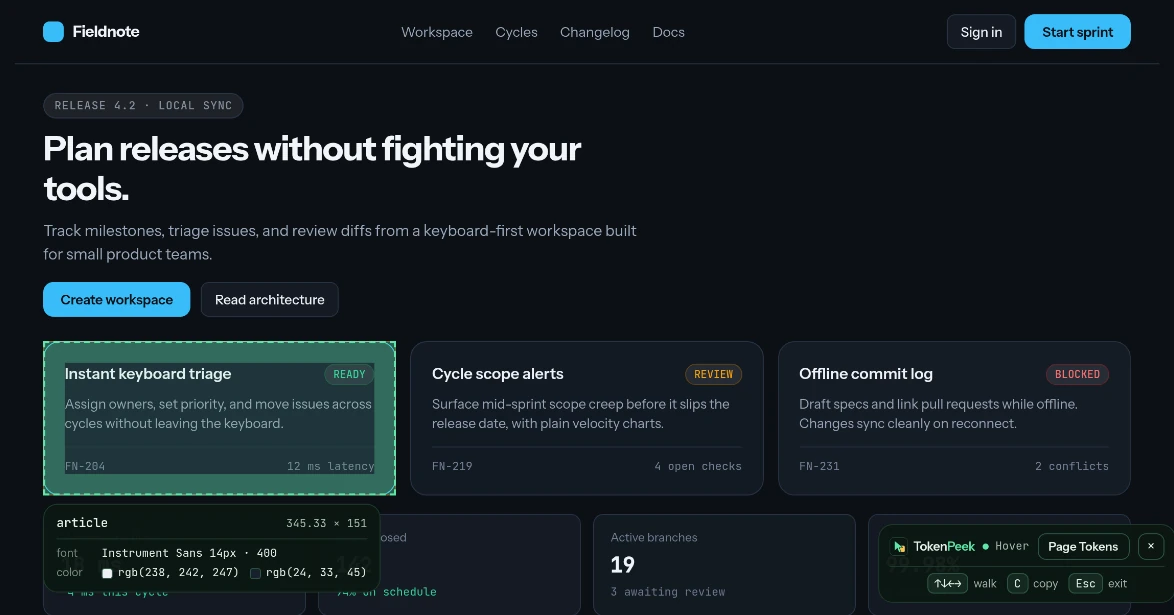 Fieldnote
Workspace Cycles Changelog Docs
Sign in
Start sprint
RELEASE 4.2 · LOCAL SYNC
Plan releases without fighting your
tools.
Track milestones, triage issues, and review diffs from a keyboard-first workspace built
for small product teams.
Create workspace
Read architecture
Instant keyboard triage
READY
Assign owners, set priority, and move issues across
cycles without leaving the keyboard.
FN-204
12 ms latency
Cycle scope alerts
REVIEW
Surface mid-sprint scope creep before it slips the
release date, with plain velocity charts.
FN-219
4 open checks
Offline commit log
BLOCKED
Draft specs and link pull requests while offline.
Changes sync cleanly on reconnect.
FN-231
2 conflicts
article
345.33 × 151
font Instrument Sans 14px · 400
color rgb(238, 242, 247) rgb(24, 33, 45)
4 ms this cycle
94% on schedule
Active branches
19
3 awaiting review
99.98%
TokenPeek
Hover
Page Tokens
×
↑↓↔ walk C copy Esc exit